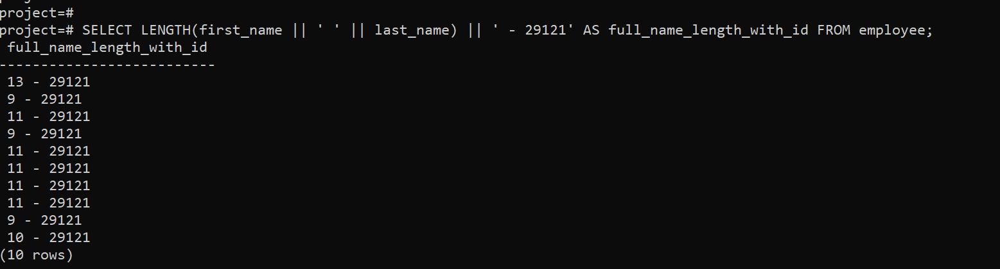 project=#
project=# SELECT LENGTH(first_name || ' ' || last_name) || ' - 29121' AS full_name_length_with_id FROM employee;
 full_name_length_with_id
--------------------------
 13 - 29121
 9 - 29121
 11 - 29121
 9 - 29121
 11 - 29121
 11 - 29121
 11 - 29121
 11 - 29121
 9 - 29121
 10 - 29121
(10 rows)